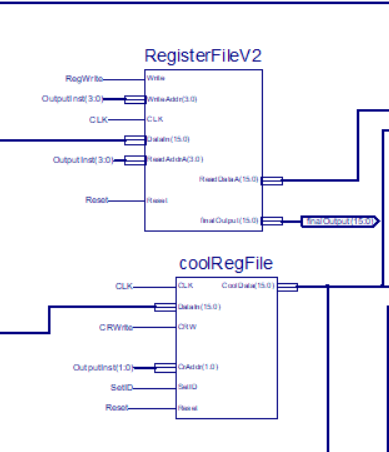 RegisterFileV2
RegWrite Write
OutputInst(3:0) WriteAddr(3:0)
CLK CLK
DataIn(15:0)
OutputInst(3:0) ReadAddrA(3:0)
ReadDataA(15:0)
Reset Reset
finalOutput(15:0) finalOutput(15:0)
coolRegFile
CLK CLK CoolData(15:0)
DataIn(15:0)
CRWrite CRW
OutputInst(1:0) CrAddr(1:0)
SetID SetID
Reset Reset